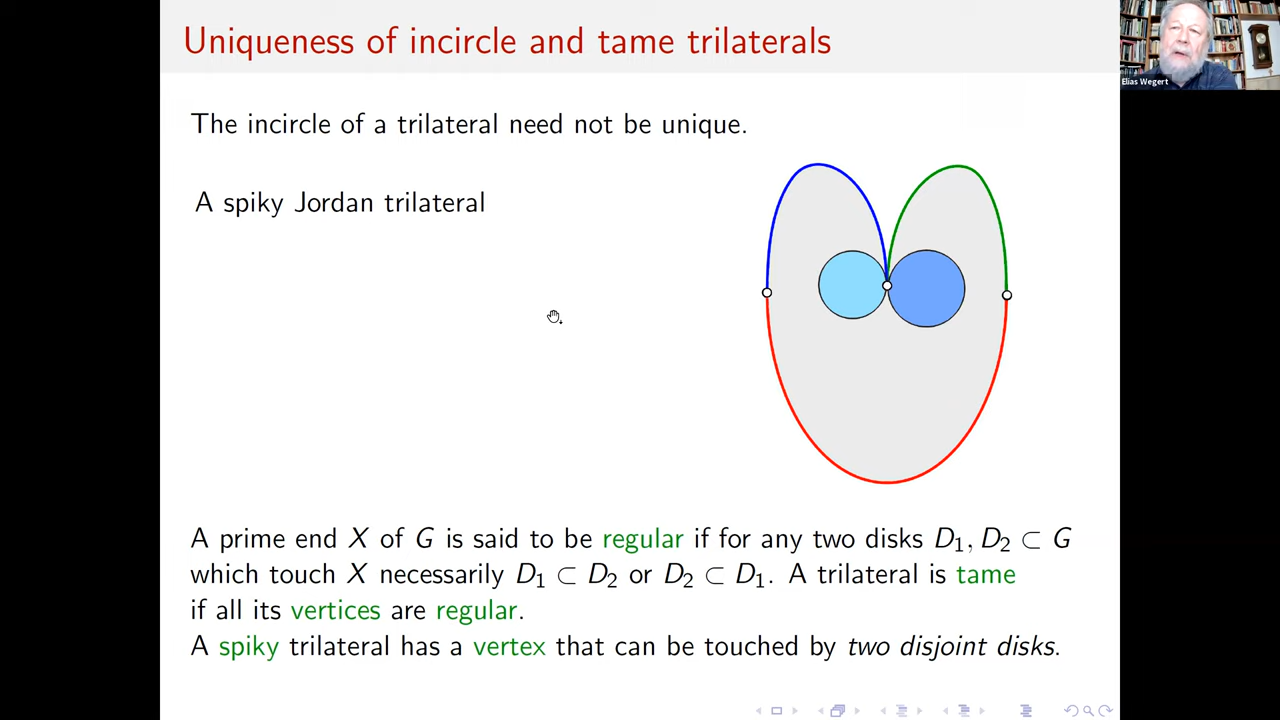 Uniqueness of incircle and tame trilaterals
Elias Wegert
The incircle of a trilateral need not be unique.
A spiky Jordan trilateral
A prime end X of G is said to be regular if for any two disks D₁, D₂ ⊂ G
which touch X necessarily D₁ ⊂ D₂ or D₂ ⊂ D₁. A trilateral is tame
if all its vertices are regular.
A spiky trilateral has a vertex that can be touched by two disjoint disks.